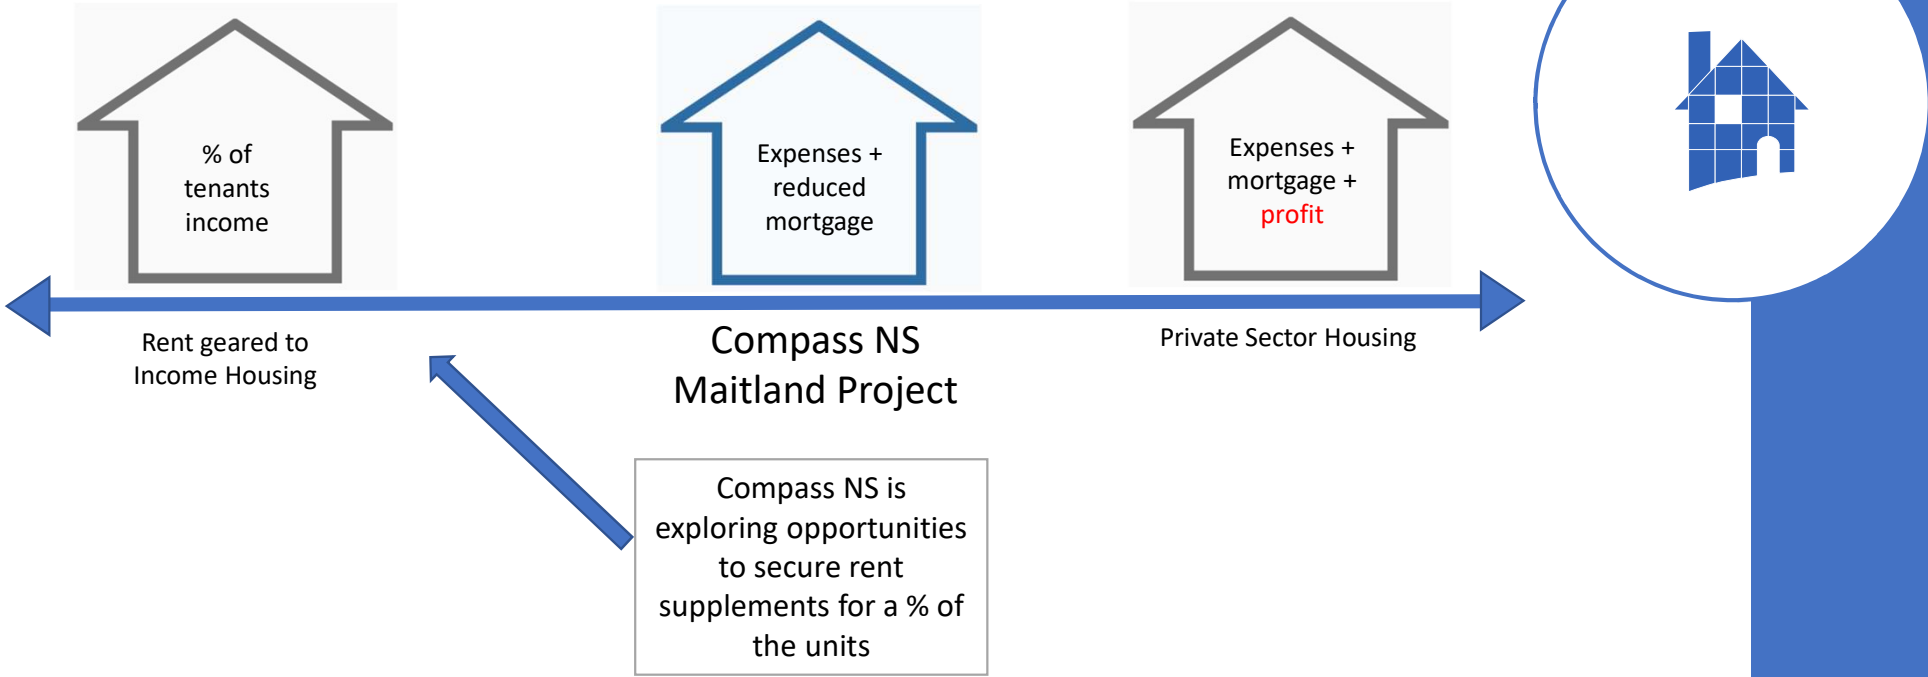 % of
tenants
income
Expenses +
reduced
mortgage
Expenses +
mortgage +
profit
Rent geared to
Income Housing
Compass NS
Maitland Project
Private Sector Housing
Compass NS is
exploring opportunities
to secure rent
supplements for a % of
the units